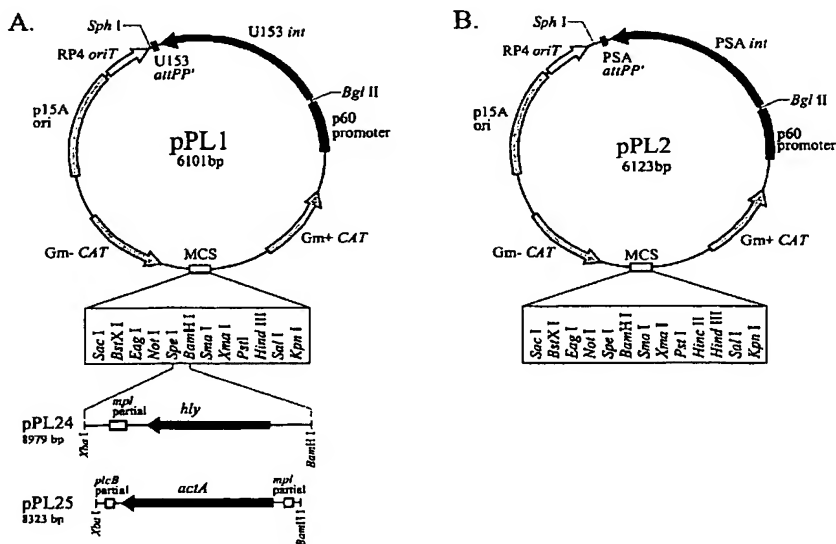 A.
Sph I
U153 int
RP4 oriT
U153
attPP'
Bgl II
p15A
ori
p60
promoter
pPL1
6101bp
Gm- CAT
MCS
Gm+ CAT
Sac I
BstX I
Eag I
Not I
Spe I
BamH I
Sma I
Xma I
PstI
Hind III
Sal I
Kpn I
pPL24
8979 bp
Xba I
mpl
partial
hly
BamH I
pPL25
8323 bp
Xba I
plcB
partial
actA
mpl
partial
BamH I
B.
Sph I
PSA int
RP4 oriT
PSA
attPP'
Bgl II
p15A
ori
p60
promoter
pPL2
6123bp
Gm- CAT
MCS
Gm+ CAT
Sac I
BstX I
Eag I
Not I
Spe I
BamH I
Sma I
Xma I
Pst I
Hinc II
Hind III
Sal I
Kpn I